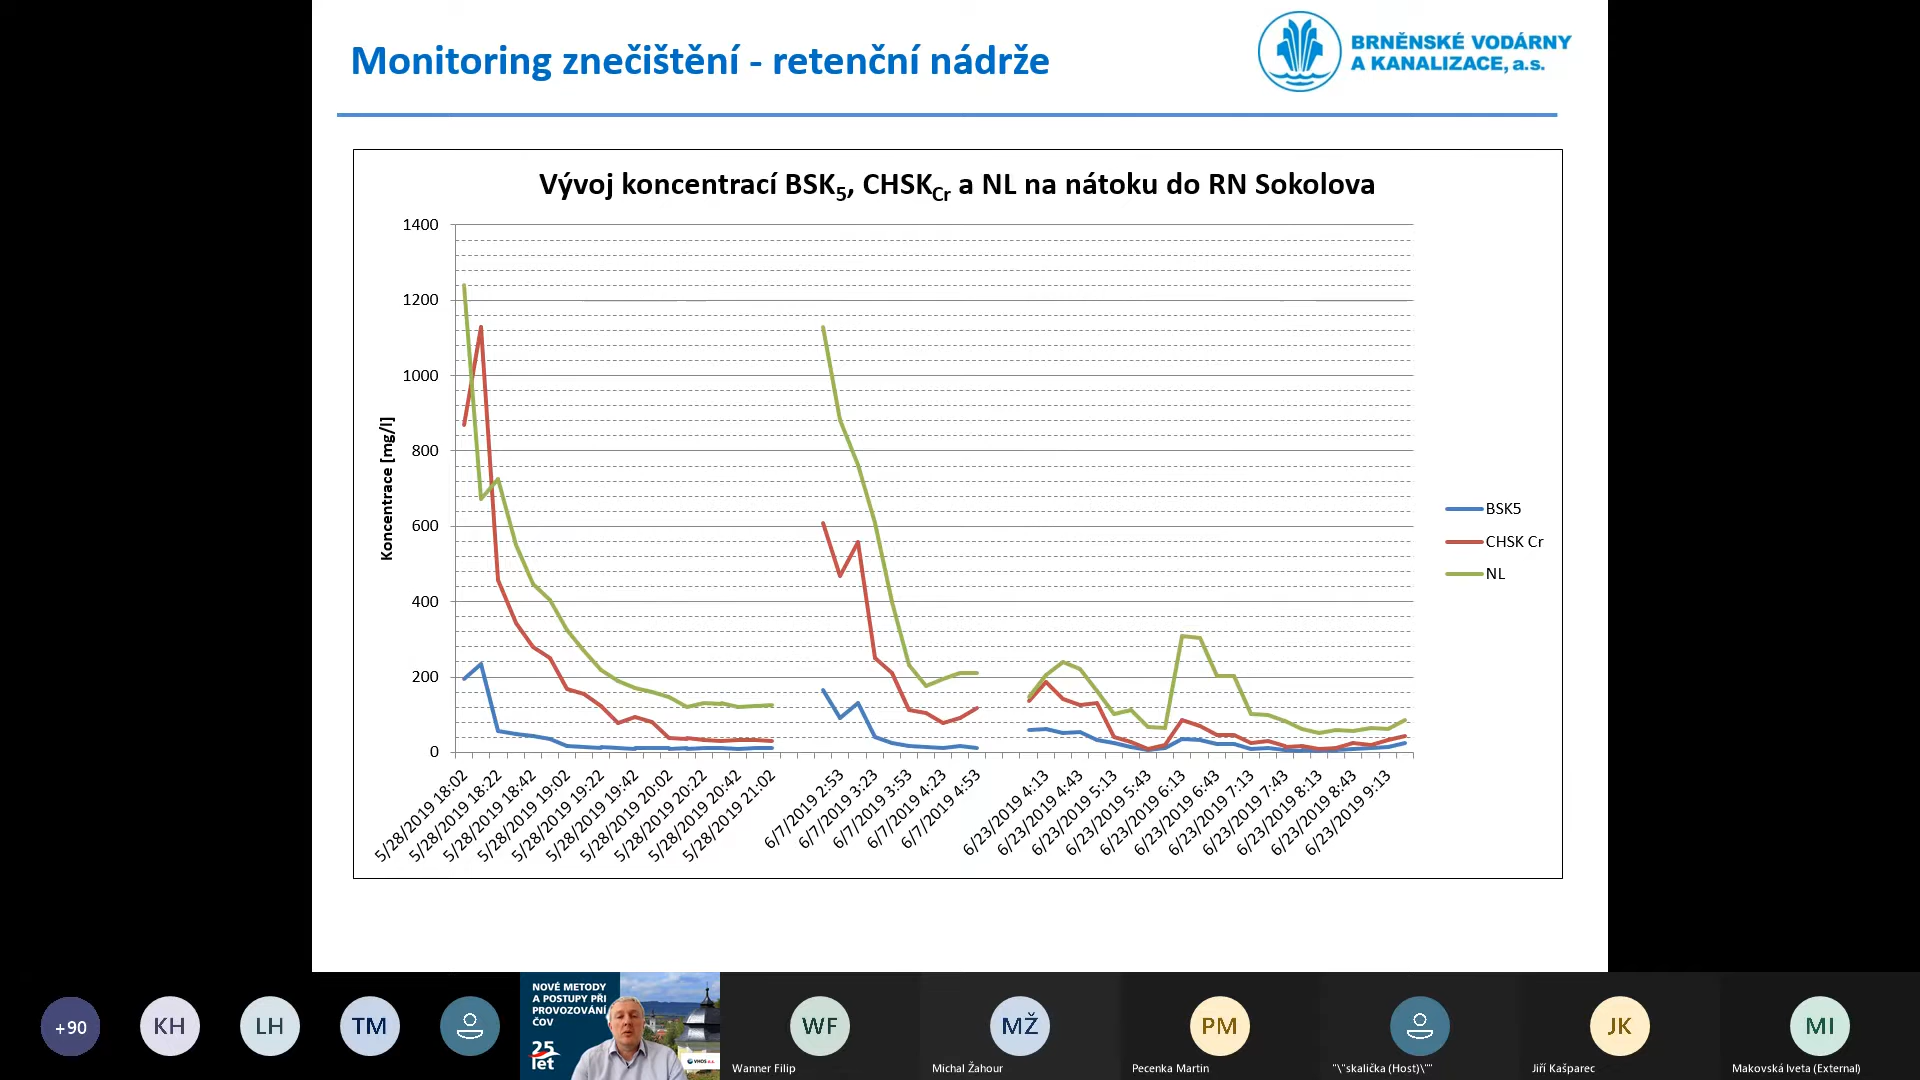 Monitoring znečištění - retenční nádrže
BRNĚNSKÉ VODÁRNY
A KANALIZACE, a.s.
Vývoj koncentrací BSK5, CHSKCr a NL na nátoku do RN Sokolova
Koncentrace [mg/l]
1400
1200
1000
800
600
400
200
0
5/28/2019 18:02
5/28/2019 18:22
5/28/2019 18:42
5/28/2019 19:02
5/28/2019 19:22
5/28/2019 19:42
5/28/2019 20:02
5/28/2019 20:22
5/28/2019 20:42
5/28/2019 21:02
6/7/2019 2:53
6/7/2019 3:23
6/7/2019 3:53
6/7/2019 4:23
6/7/2019 4:53
6/23/2019 4:13
6/23/2019 4:43
6/23/2019 5:13
6/23/2019 5:43
6/23/2019 6:13
6/23/2019 6:43
6/23/2019 7:13
6/23/2019 7:43
6/23/2019 8:13
6/23/2019 8:43
6/23/2019 9:13
BSK5
CHSK Cr
NL
+90
KH
LH
TM
NOVÉ METODY
A POSTUPY PŘI
PROVOZOVÁNÍ
ČOV
25
let
VHOS a.s.
WF
Wanner Filip
MŽ
Michal Žahour
PM
Pecenka Martin
"\"skalička (Host)\""
JK
Jiří Kašparec
MI
Makovská Iveta (External)